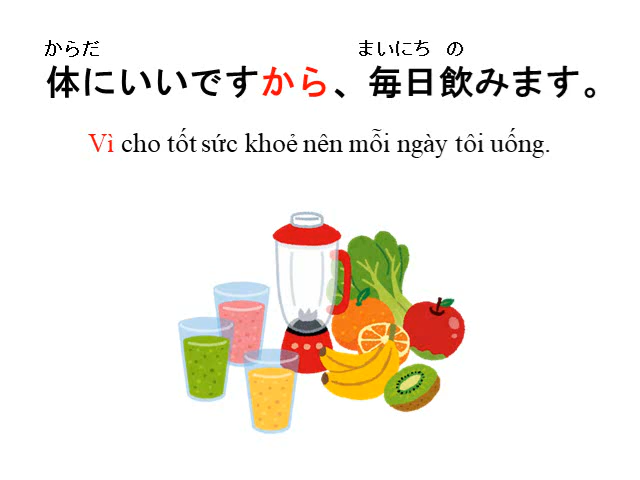 からだ まいにち の
体にいいですから、毎日飲みます。
Vì cho tốt sức khoẻ nên mỗi ngày tôi uống.